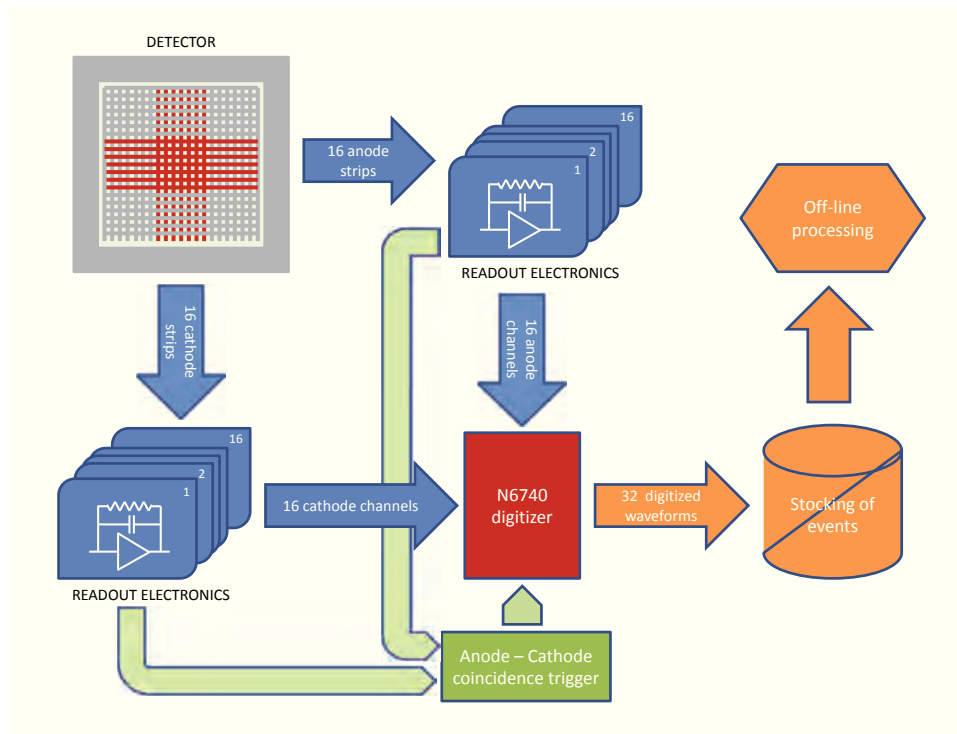 DETECTOR
16 anode
strips
16
2
1
READOUT ELECTRONICS
Off-line
processing
16 cathode
strips
16 anode
channels
16
2
1
READOUT ELECTRONICS
16 cathode channels
N6740
digitizer
32 digitized
waveforms
Stocking of
events
Anode – Cathode
coincidence trigger